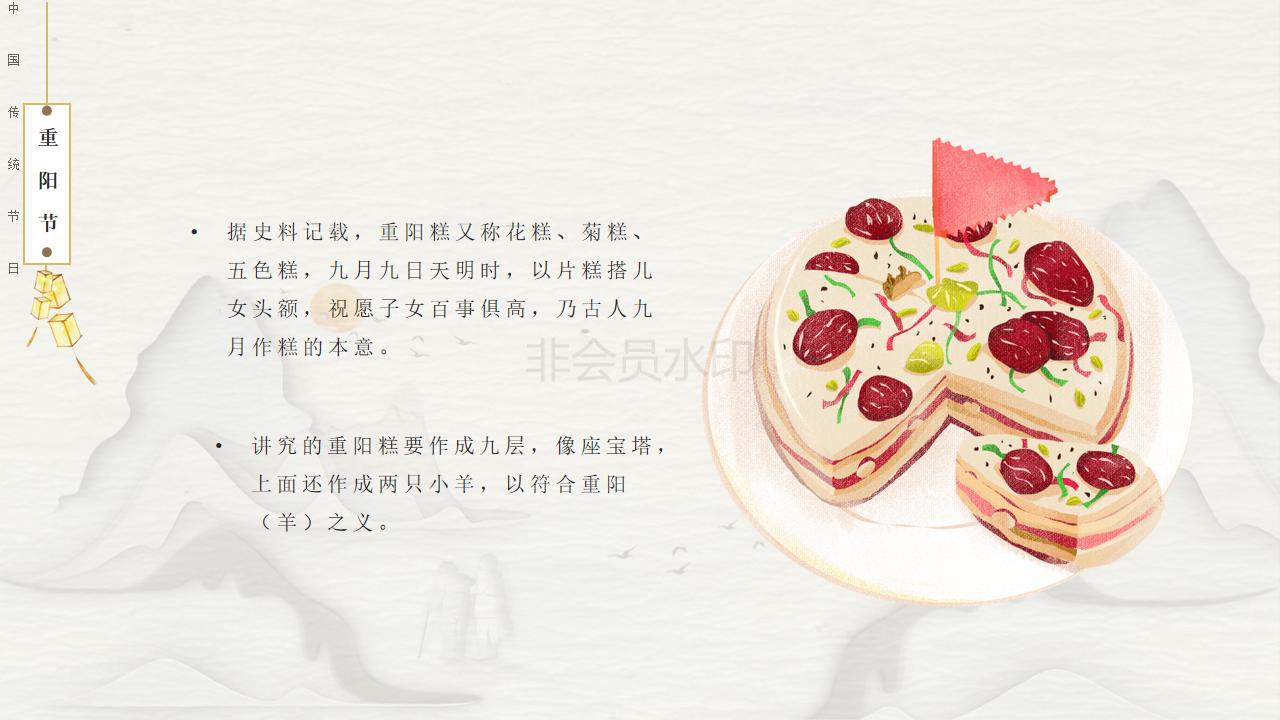 中国传统节日
重阳节
• 据史料记载，重阳糕又称花糕、菊糕、
五色糕，九月九日天明时，以片糕搭儿
女头额，祝愿子女百事俱高，乃古人九
月作糕的本意。
• 讲究的重阳糕要作成九层，像座宝塔，
上面还作成两只小羊，以符合重阳
（羊）之义。
非会员水印